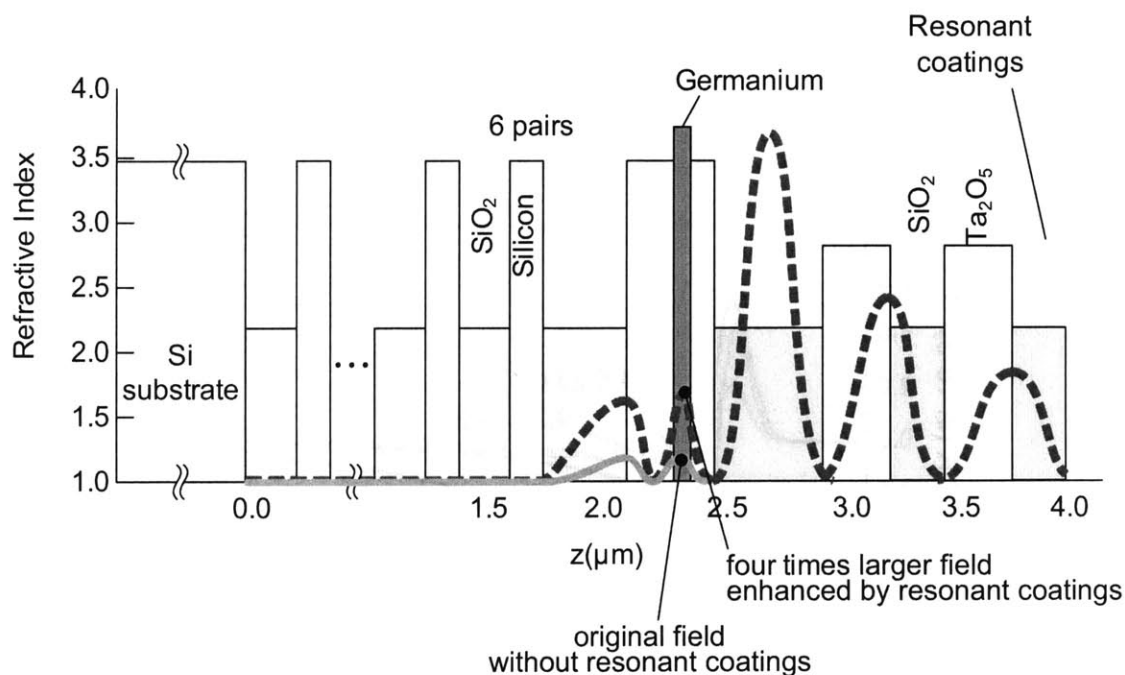 Resonant
coatings
Germanium
6 pairs
4.0
3.5
3.0
2.5
2.0
1.5
1.0
Refractive Index
Si
substrate
...
SiO2
Silicon
SiO2
Ta2O5
0.0
1.5
2.0
2.5
3.0
3.5
4.0
z(μm)
four times larger field
enhanced by resonant coatings
original field
without resonant coatings